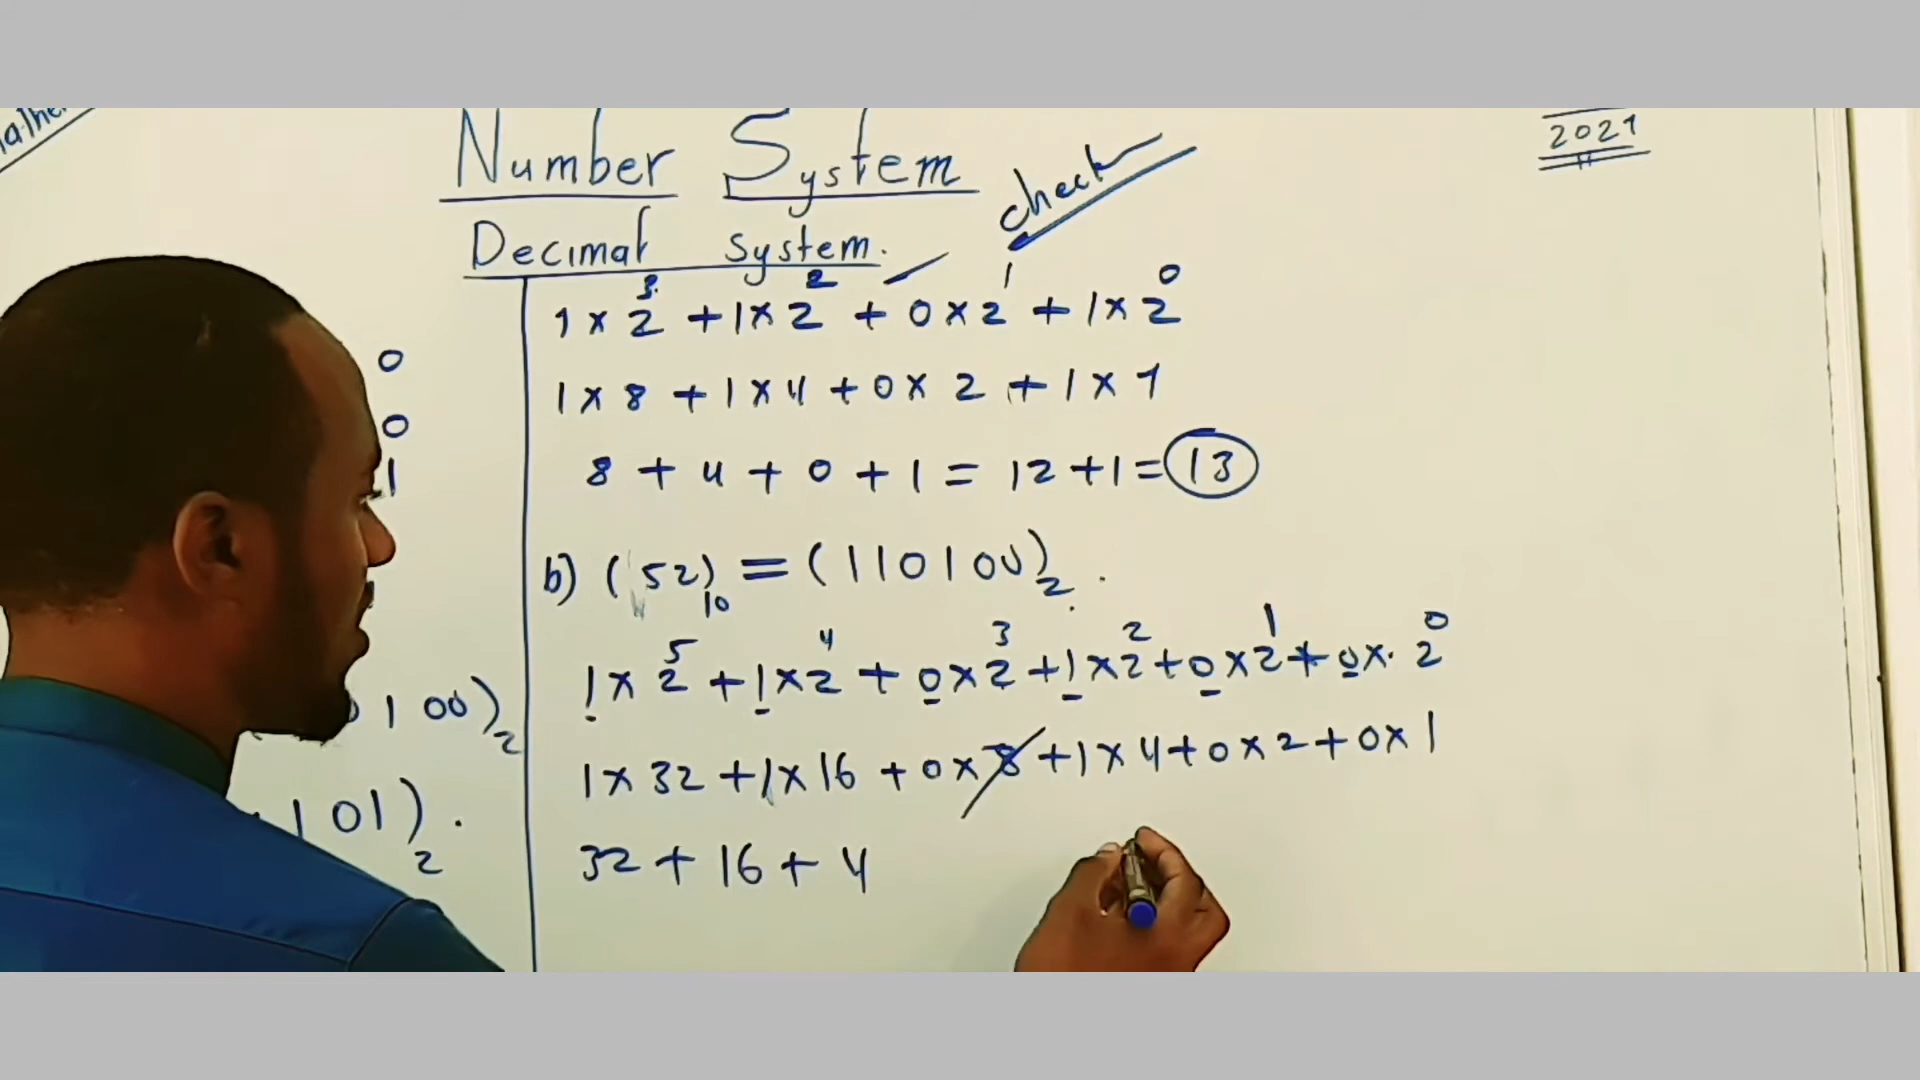 Number System
2021
check
Decimal System.
1 × 2³ + 1 × 2² + 0 × 2¹ + 1 × 2⁰
1 × 8 + 1 × 4 + 0 × 2 + 1 × 1
8 + 4 + 0 + 1 = 12 + 1 = 13
b) (52)₁₀ = (110100)₂.
1 × 2⁵ + 1 × 2⁴ + 0 × 2³ + 1 × 2² + 0 × 2¹ + 0 × 2⁰
1 × 32 + 1 × 16 + 0 × 8 + 1 × 4 + 0 × 2 + 0 × 1
32 + 16 + 4
0
0
1
100)₂
101)₂.